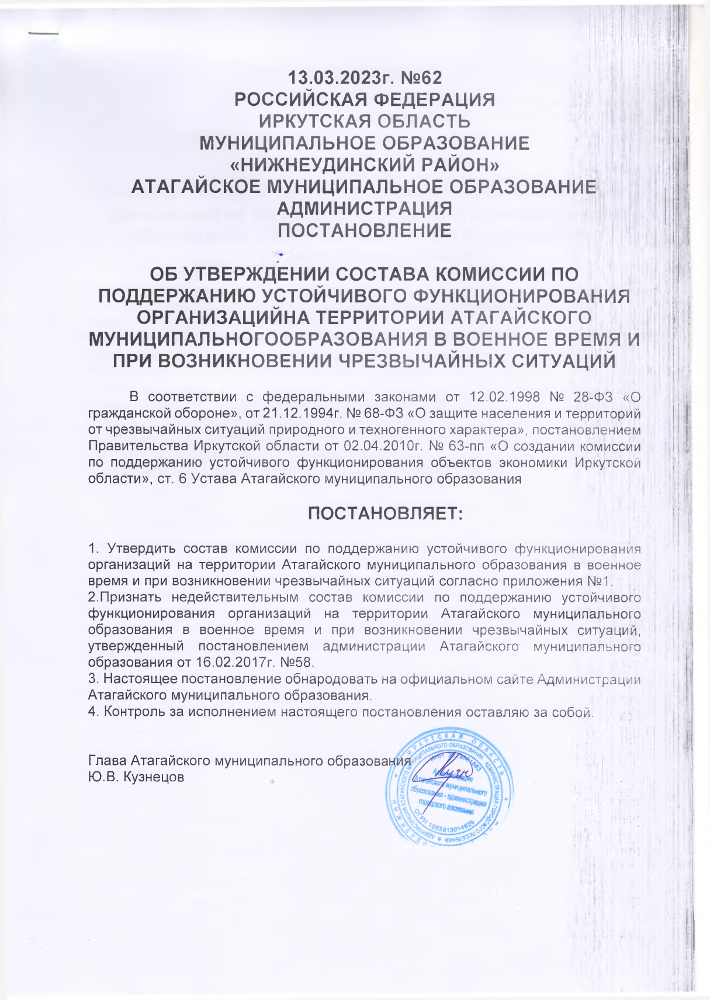 13.03.2023г. №62
РОССИЙСКАЯ ФЕДЕРАЦИЯ
ИРКУТСКАЯ ОБЛАСТЬ
МУНИЦИПАЛЬНОЕ ОБРАЗОВАНИЕ
«НИЖНЕУДИНСКИЙ РАЙОН»
АТАГАЙСКОЕ МУНИЦИПАЛЬНОЕ ОБРАЗОВАНИЕ
АДМИНИСТРАЦИЯ
ПОСТАНОВЛЕНИЕ
ОБ УТВЕРЖДЕНИИ СОСТАВА КОМИССИИ ПО
ПОДДЕРЖАНИЮ УСТОЙЧИВОГО ФУНКЦИОНИРОВАНИЯ
ОРГАНИЗАЦИЙНА ТЕРРИТОРИИ АТАГАЙСКОГО
МУНИЦИПАЛЬНОГООБРАЗОВАНИЯ В ВОЕННОЕ ВРЕМЯ И
ПРИ ВОЗНИКНОВЕНИИ ЧРЕЗВЫЧАЙНЫХ СИТУАЦИЙ
В соответствии с федеральными законами от 12.02.1998 № 28-ФЗ «О
гражданской обороне», от 21.12.1994г. № 68-ФЗ «О защите населения и территорий
от чрезвычайных ситуаций природного и техногенного характера», постановлением
Правительства Иркутской области от 02.04.2010г. № 63-пп «О создании комиссии
по поддержанию устойчивого функционирования объектов экономики Иркутской
области», ст. 6 Устава Атагайского муниципального образования
ПОСТАНОВЛЯЕТ:
1. Утвердить состав комиссии по поддержанию устойчивого функционирования
организаций на территории Атагайского муниципального образования в военное
время и при возникновении чрезвычайных ситуаций согласно приложения №1.
2.Признать недействительным состав комиссии по поддержанию устойчивого
функционирования организаций на территории Атагайского муниципального
образования в военное время и при возникновении чрезвычайных ситуаций,
утвержденный постановлением администрации Атагайского муниципального
образования от 16.02.2017г. №58.
3. Настоящее постановление обнародовать на официальном сайте Администрации
Атагайского муниципального образования.
4. Контроль за исполнением настоящего постановления оставляю за собой.
Глава Атагайского муниципального образования
Ю.В. Кузнецов
ИРКУТСКАЯ ОБЛАСТЬ
АДМИНИСТРАЦИЯ АТАГАЙСКОГО МУНИЦИПАЛЬНОГО ОБРАЗОВАНИЯ АДМИНИСТРАЦИЯ ГОРОДСКОГО ПОСЕЛЕНИЯ
ИНН
Администрация
Атагайского муниципального
образования - администрация
городского поселения
ОГРН